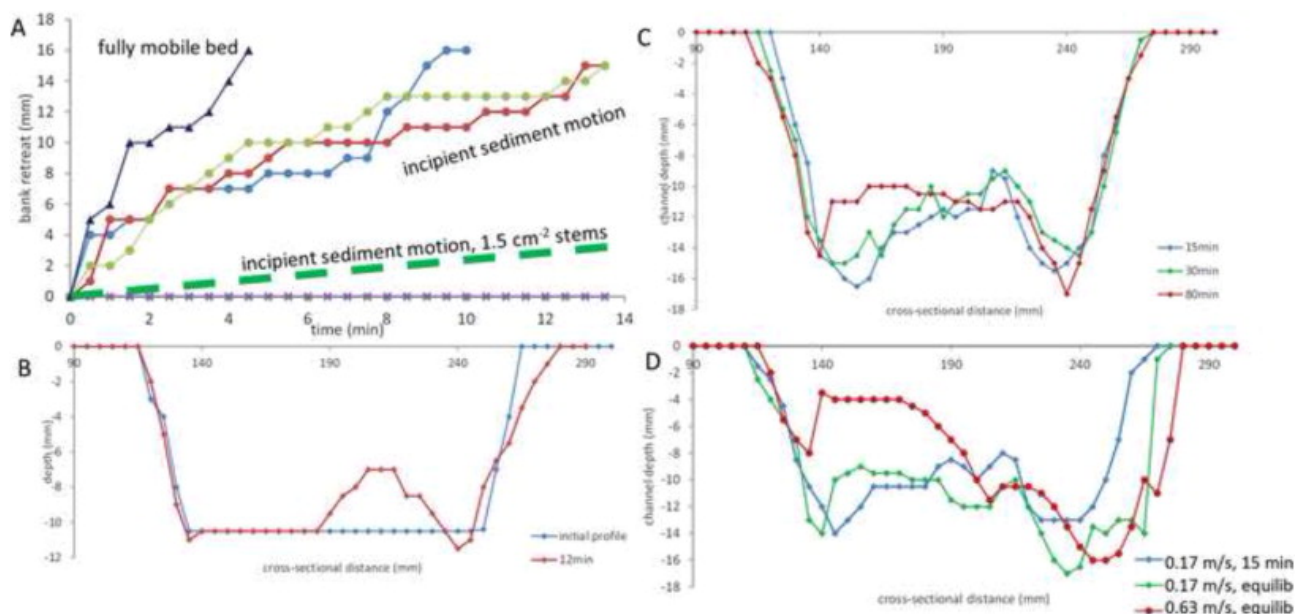 A
fully mobile bed
incipient sediment motion
incipient sediment motion, 1.5 cm⁻² stems
bank retreat (mm)
18
16
14
12
10
8
6
4
2
0
0 2 4 6 8 10 12 14
time (min)
B
0
-2
-4
-6
-8
-10
-12
90 140 190 240 290
depth (mm)
cross-sectional distance (mm)
initial profile
12min
C
0
-2
-4
-6
-8
-10
-12
-14
-16
-18
90 140 190 240 290
channel depth (mm)
cross-sectional distance (mm)
15min
30min
80min
D
0
-2
-4
-6
-8
-10
-12
-14
-16
-18
90 140 190 240 290
channel depth (mm)
cross-sectional distance (mm)
0.17 m/s, 15 min
0.17 m/s, equilib
0.63 m/s, equilib